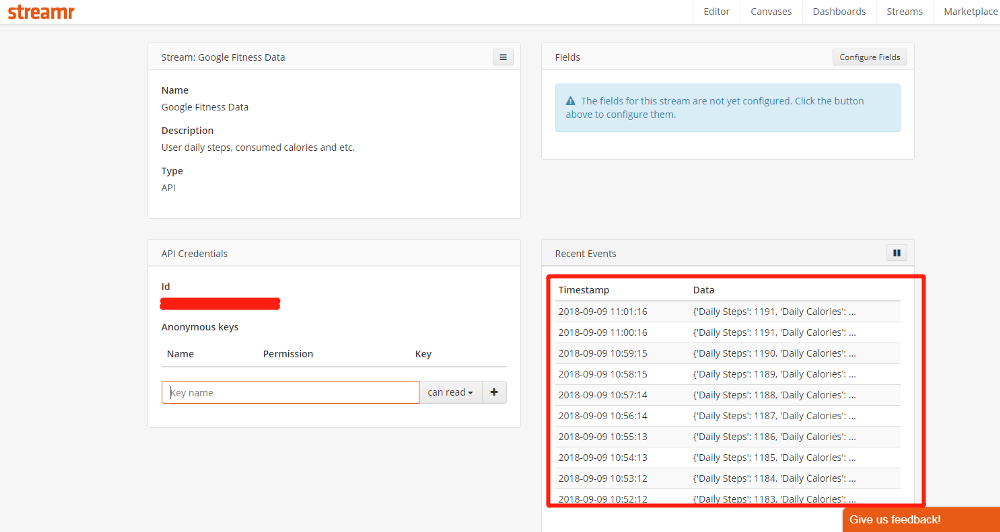 streamr
Editor Canvases Dashboards Streams Marketplace
Stream: Google Fitness Data
Name
Google Fitness Data
Description
User daily steps, consumed calories and etc.
Type
API
Fields
Configure Fields
The fields for this stream are not yet configured. Click the button
above to configure them.
API Credentials
Id
Anonymous keys
Name Permission Key
Key name can read
Recent Events
Timestamp Data
2018-09-09 11:01:16 {'Daily Steps': 1191, 'Daily Calories': ...
2018-09-09 11:00:16 {'Daily Steps': 1191, 'Daily Calories': ...
2018-09-09 10:59:15 {'Daily Steps': 1190, 'Daily Calories': ...
2018-09-09 10:58:15 {'Daily Steps': 1189, 'Daily Calories': ...
2018-09-09 10:57:14 {'Daily Steps': 1188, 'Daily Calories': ...
2018-09-09 10:56:14 {'Daily Steps': 1187, 'Daily Calories': ...
2018-09-09 10:55:13 {'Daily Steps': 1186, 'Daily Calories': ...
2018-09-09 10:54:13 {'Daily Steps': 1185, 'Daily Calories': ...
2018-09-09 10:53:12 {'Daily Steps': 1184, 'Daily Calories': ...
2018-09-09 10:52:12 {'Daily Steps': 1183, 'Daily Calories': ...
Give us feedback!